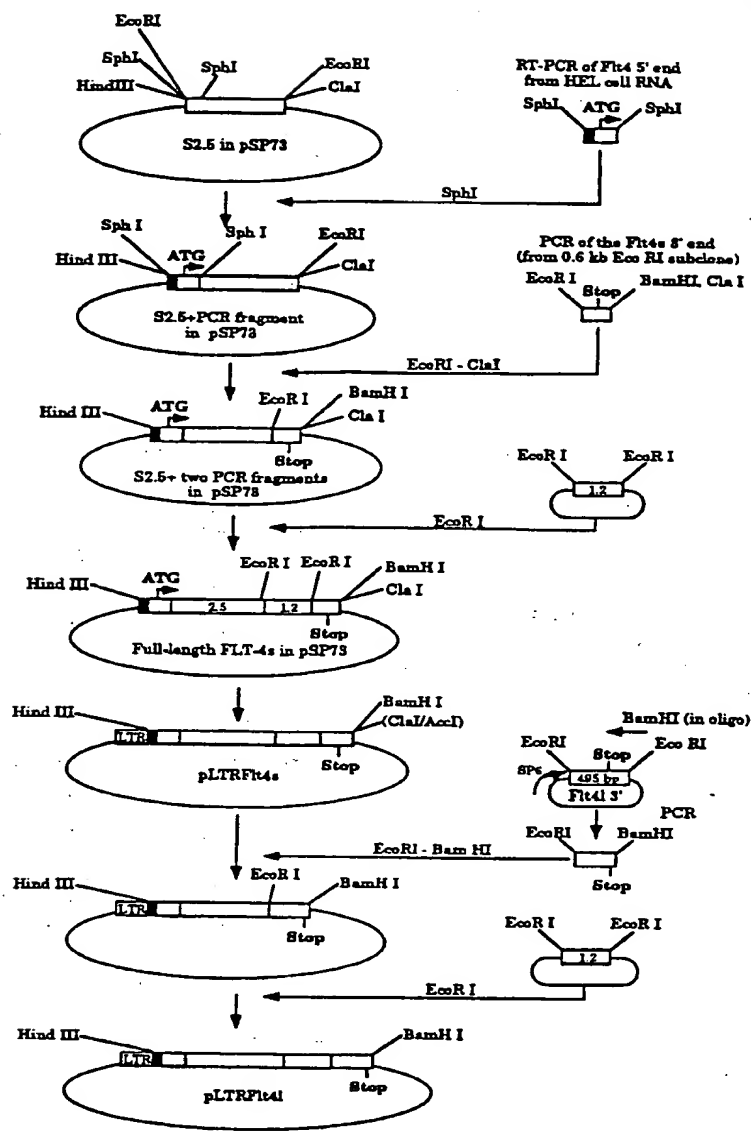 EcoRI
SphI
SphI
EcoRI
HindIII
ClaI
S2.5 in pSP73
RT-PCR of Flt4 5' end
from HEL cell RNA
SphI
ATG
SphI
SphI
Sph I
Sph I
ATG
EcoRI
Hind III
ClaI
S2.5+PCR fragment
in pSP73
PCR of the Flt4s 3' end
(from 0.6 kb Eco RI subclone)
EcoR I
Stop
BamHI, Cla I
EcoRI - ClaI
Hind III
ATG
EcoR I
BamH I
Cla I
Stop
S2.5+ two PCR fragments
in pSP73
EcoR I
EcoR I
1.2
EcoR I
Hind III
ATG
EcoR I
EcoR I
BamH I
Cla I
2.5
1.2
Stop
Full-length FLT-4s in pSP73
Hind III
BamH I
(ClaI/AccI)
LTR
Stop
pLTRFlt4s
BamHI (in oligo)
EcoRI
Stop
Eco RI
SP6
495 bp
Flt4l 3'
PCR
EcoRI
BamHI
Stop
EcoRI - Bam HI
Hind III
EcoR I
BamH I
LTR
Stop
EcoR I
EcoR I
1.2
EcoR I
Hind III
BamH I
LTR
Stop
pLTRFlt4l